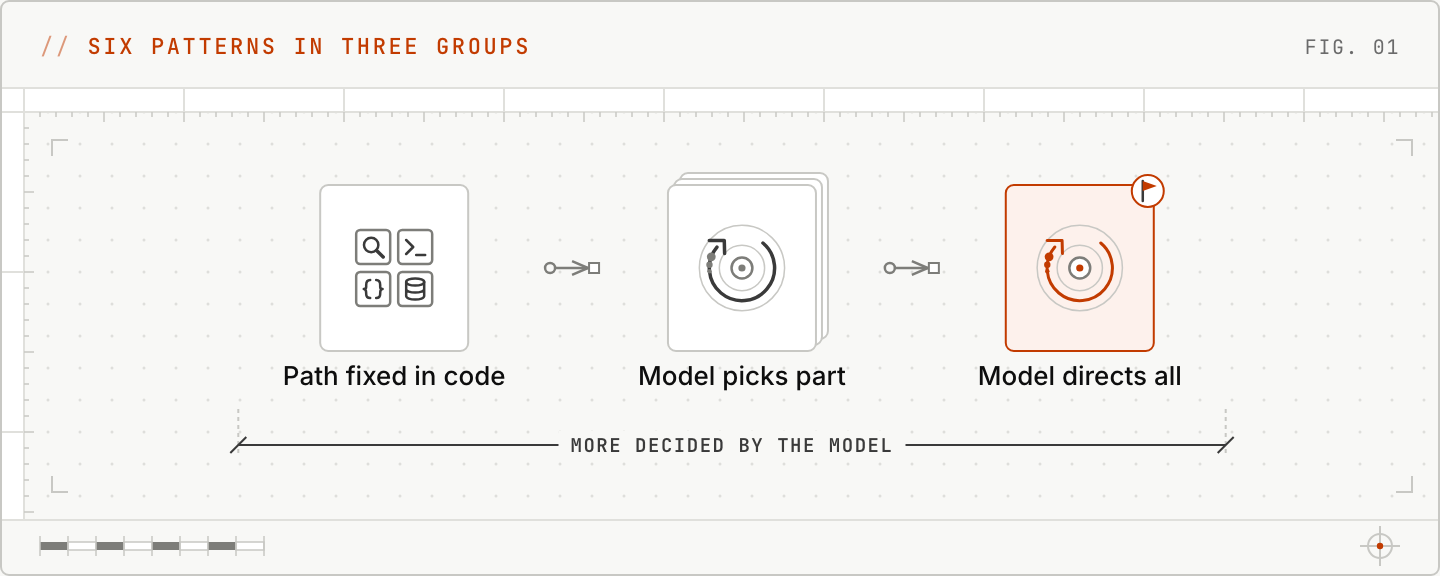 // SIX PATTERNS IN THREE GROUPS
FIG. 01
Path fixed in code
Model picks part
Model directs all
MORE DECIDED BY THE MODEL